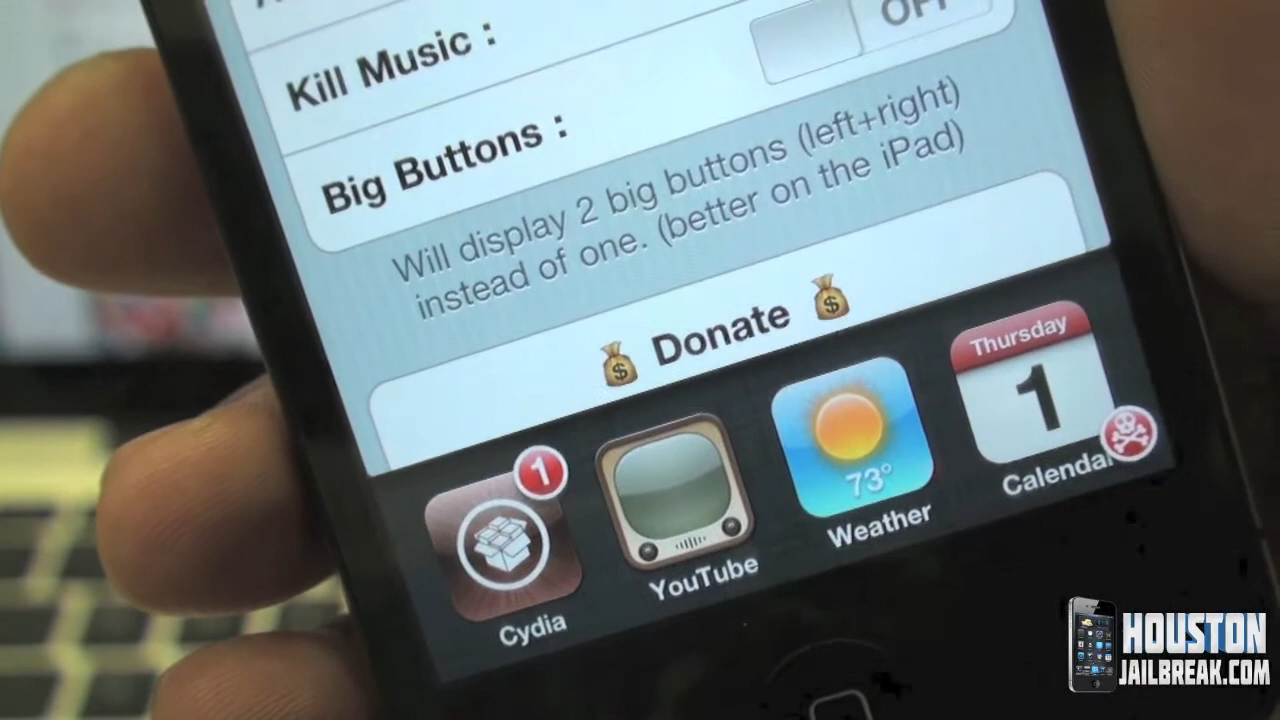 Kill Music :
OFF
Big Buttons :
Will display 2 big buttons (left+right)
instead of one. (better on the iPad)
$ Donate $
1
Thursday
1
73°
Cydia
YouTube
Weather
Calendar
HOUSTON
JAILBREAK.COM